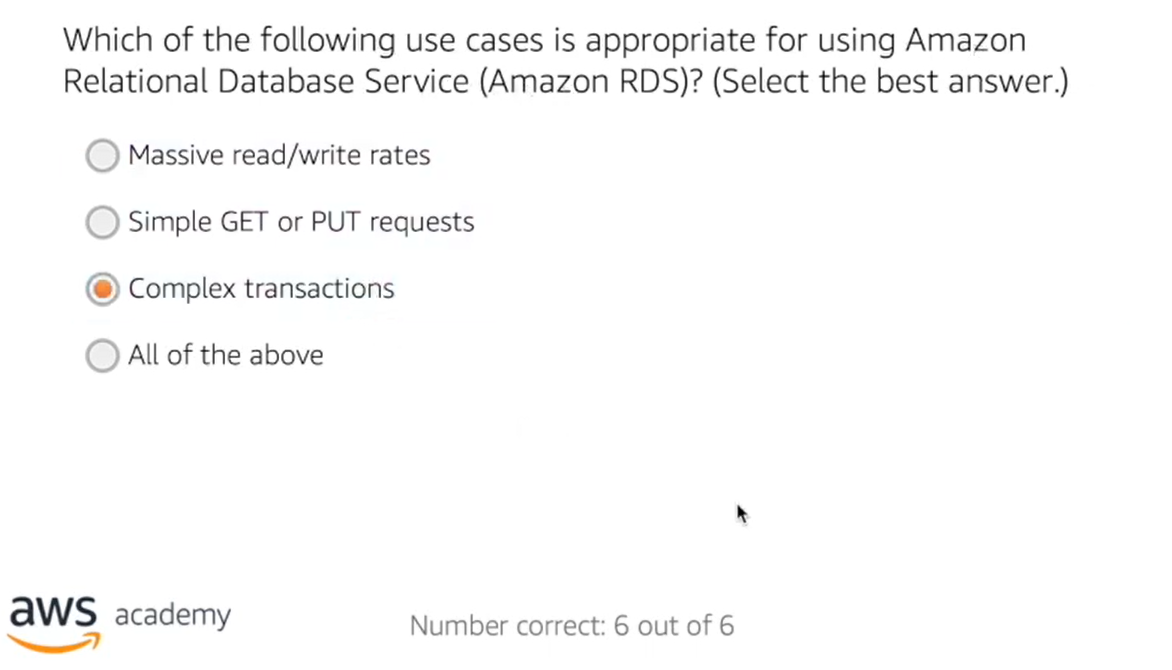 Which of the following use cases is appropriate for using Amazon
Relational Database Service (Amazon RDS)? (Select the best answer.)
Massive read/write rates
Simple GET or PUT requests
Complex transactions
All of the above
aws academy
Number correct: 6 out of 6